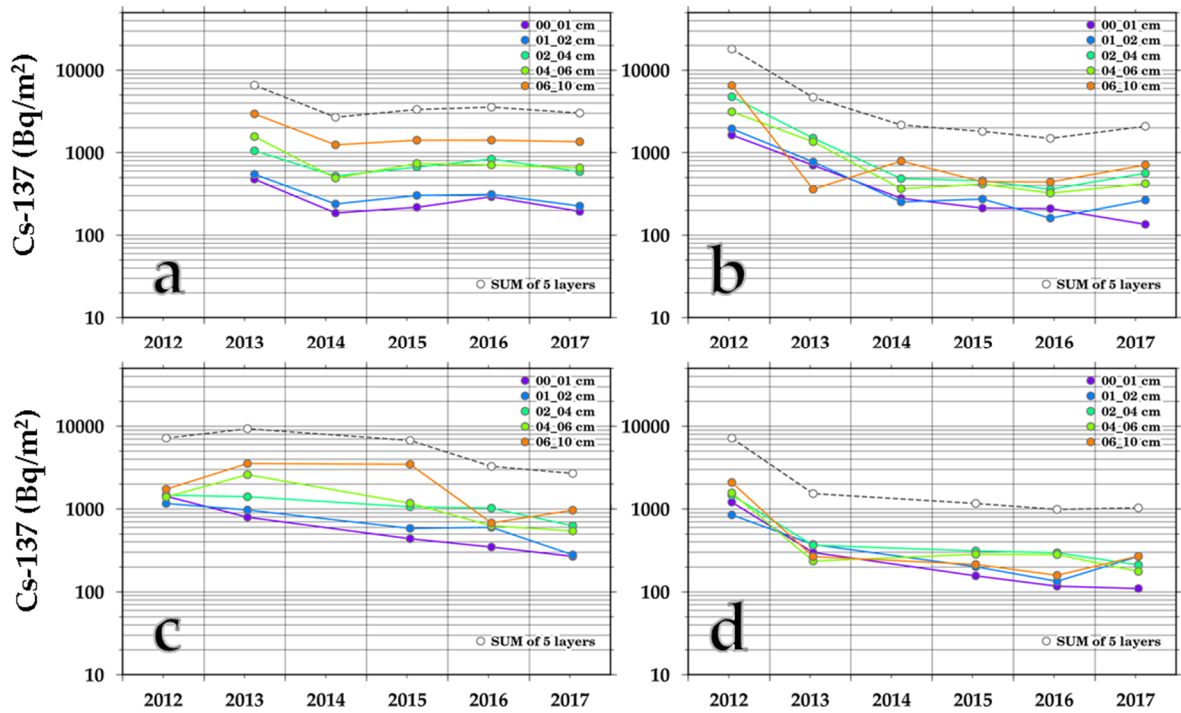 Cs-137 (Bq/m²)
10000
1000
100
10
00_01 cm
01_02 cm
02_04 cm
04_06 cm
06_10 cm
a
SUM of 5 layers
2012 2013 2014 2015 2016 2017
10000
1000
100
10
00_01 cm
01_02 cm
02_04 cm
04_06 cm
06_10 cm
b
SUM of 5 layers
2012 2013 2014 2015 2016 2017
Cs-137 (Bq/m²)
10000
1000
100
10
00_01 cm
01_02 cm
02_04 cm
04_06 cm
06_10 cm
c
SUM of 5 layers
2012 2013 2014 2015 2016 2017
10000
1000
100
10
00_01 cm
01_02 cm
02_04 cm
04_06 cm
06_10 cm
d
SUM of 5 layers
2012 2013 2014 2015 2016 2017